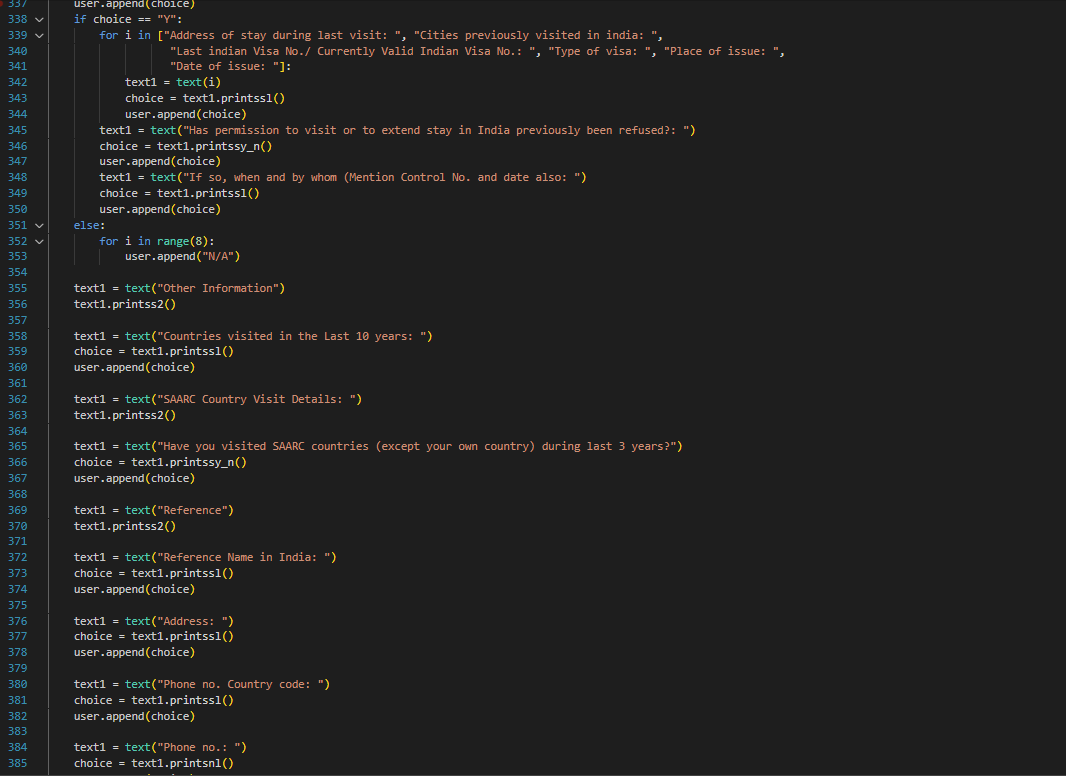 337 user.append(choice)
338 if choice == "Y":
339 for i in ["Address of stay during last visit: ", "Cities previously visited in india: ",
340 "Last indian Visa No./ Currently Valid Indian Visa No.: ", "Type of visa: ", "Place of issue: ",
341 "Date of issue: "]:
342 text1 = text(i)
343 choice = text1.printssl()
344 user.append(choice)
345 text1 = text("Has permission to visit or to extend stay in India previously been refused?: ")
346 choice = text1.printssy_n()
347 user.append(choice)
348 text1 = text("If so, when and by whom (Mention Control No. and date also: ")
349 choice = text1.printssl()
350 user.append(choice)
351 else:
352 for i in range(8):
353 user.append("N/A")
354
355 text1 = text("Other Information")
356 text1.printss2()
357
358 text1 = text("Countries visited in the Last 10 years: ")
359 choice = text1.printssl()
360 user.append(choice)
361
362 text1 = text("SAARC Country Visit Details: ")
363 text1.printss2()
364
365 text1 = text("Have you visited SAARC countries (except your own country) during last 3 years?")
366 choice = text1.printssy_n()
367 user.append(choice)
368
369 text1 = text("Reference")
370 text1.printss2()
371
372 text1 = text("Reference Name in India: ")
373 choice = text1.printssl()
374 user.append(choice)
375
376 text1 = text("Address: ")
377 choice = text1.printssl()
378 user.append(choice)
379
380 text1 = text("Phone no. Country code: ")
381 choice = text1.printssl()
382 user.append(choice)
383
384 text1 = text("Phone no.: ")
385 choice = text1.printsnl()